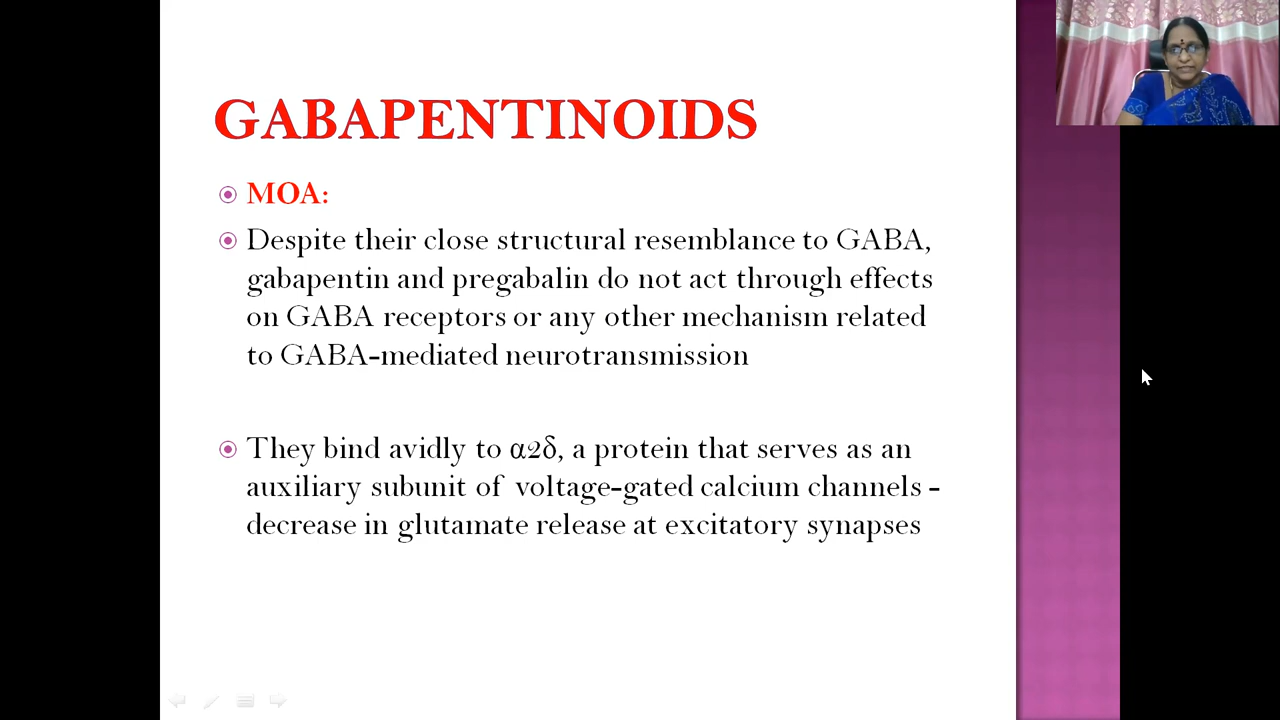 GABAPENTINOIDS
MOA:
Despite their close structural resemblance to GABA,
gabapentin and pregabalin do not act through effects
on GABA receptors or any other mechanism related
to GABA-mediated neurotransmission
They bind avidly to α2δ, a protein that serves as an
auxiliary subunit of voltage-gated calcium channels -
decrease in glutamate release at excitatory synapses